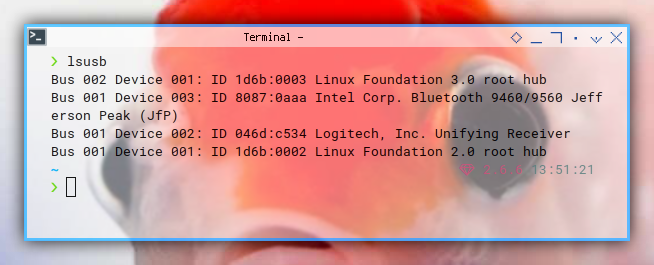 Terminal -
❯ lsusb
Bus 002 Device 001: ID 1d6b:0003 Linux Foundation 3.0 root hub
Bus 001 Device 003: ID 8087:0aaa Intel Corp. Bluetooth 9460/9560 Jeff
erson Peak (JfP)
Bus 001 Device 002: ID 046d:c534 Logitech, Inc. Unifying Receiver
Bus 001 Device 001: ID 1d6b:0002 Linux Foundation 2.0 root hub
~ 13:51:21
❯